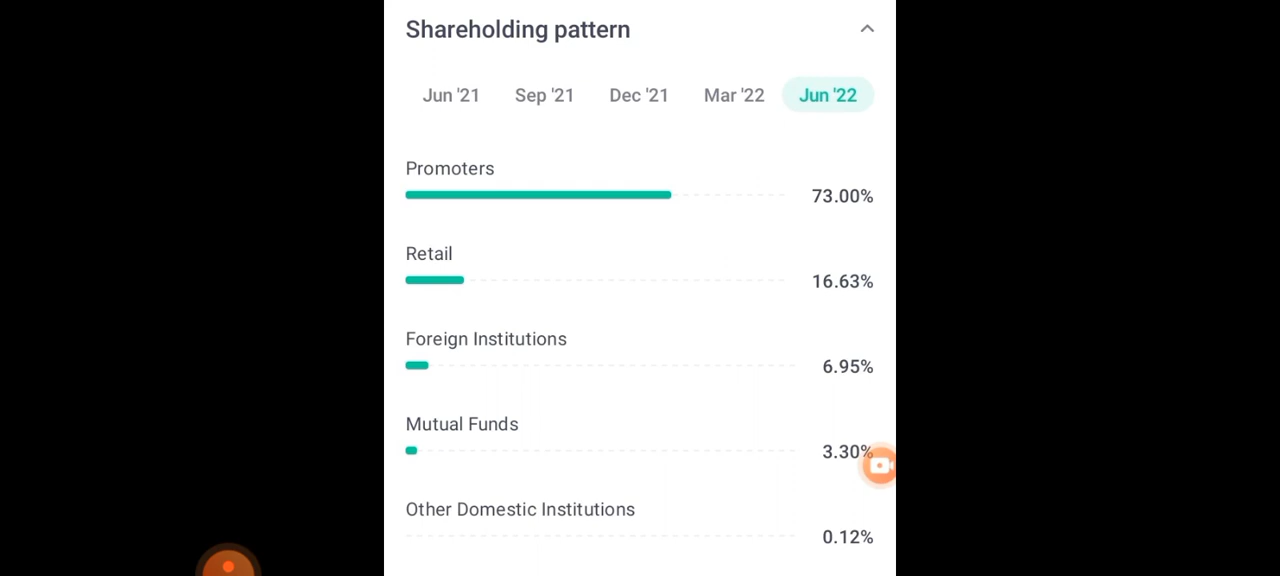 Shareholding pattern
Jun '21 Sep '21 Dec '21 Mar '22 Jun '22
Promoters
73.00%
Retail
16.63%
Foreign Institutions
6.95%
Mutual Funds
3.30%
Other Domestic Institutions
0.12%